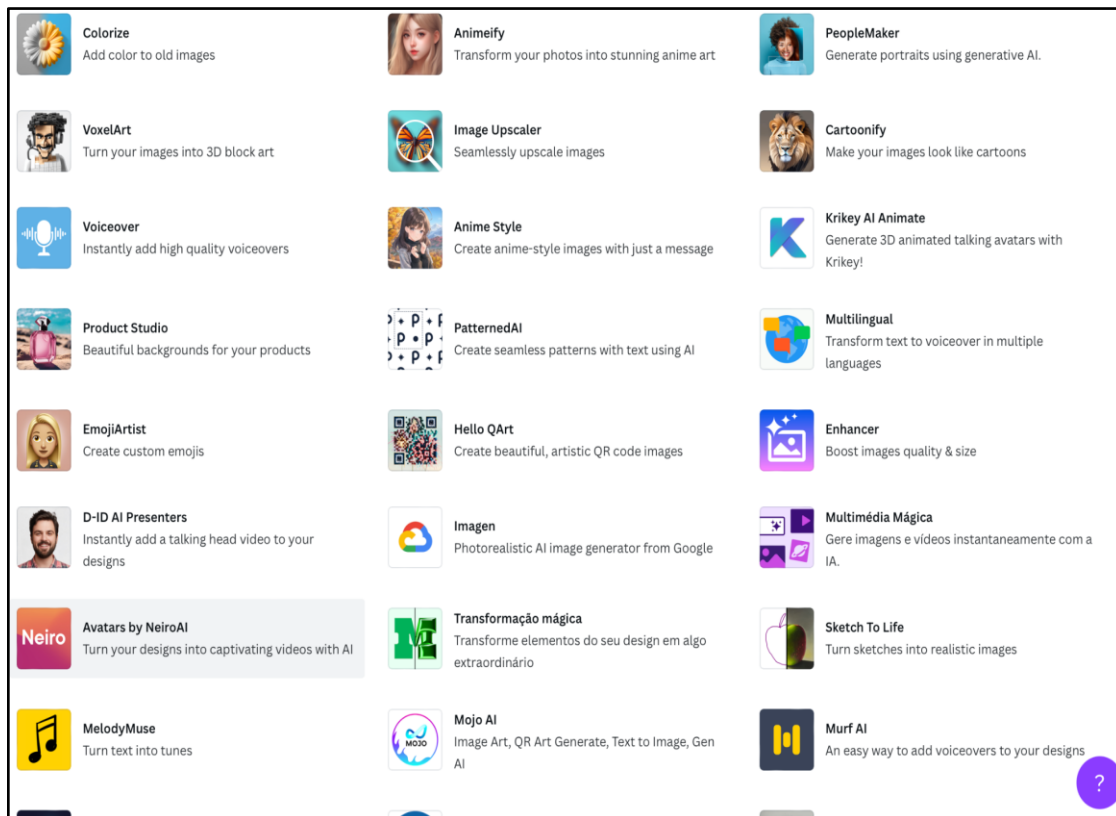 Colorize
Add color to old images
Animeify
Transform your photos into stunning anime art
PeopleMaker
Generate portraits using generative AI.
VoxelArt
Turn your images into 3D block art
Image Upscaler
Seamlessly upscale images
Cartoonify
Make your images look like cartoons
Voiceover
Instantly add high quality voiceovers
Anime Style
Create anime-style images with just a message
Krikey AI Animate
Generate 3D animated talking avatars with
Krikey!
Product Studio
Beautiful backgrounds for your products
PatternedAI
Create seamless patterns with text using AI
Multilingual
Transform text to voiceover in multiple
languages
EmojiArtist
Create custom emojis
Hello QArt
Create beautiful, artistic QR code images
Enhancer
Boost images quality & size
D-ID AI Presenters
Instantly add a talking head video to your
designs
Imagen
Photorealistic AI image generator from Google
Multimédia Mágica
Gere imagens e vídeos instantaneamente com a
IA.
Neiro
Avatars by NeiroAI
Turn your designs into captivating videos with AI
Transformação mágica
Transforme elementos do seu design em algo
extraordinário
Sketch To Life
Turn sketches into realistic images
MelodyMuse
Turn text into tunes
MOJO
Mojo AI
Image Art, QR Art Generate, Text to Image, Gen
AI
Murf AI
An easy way to add voiceovers to your designs
?